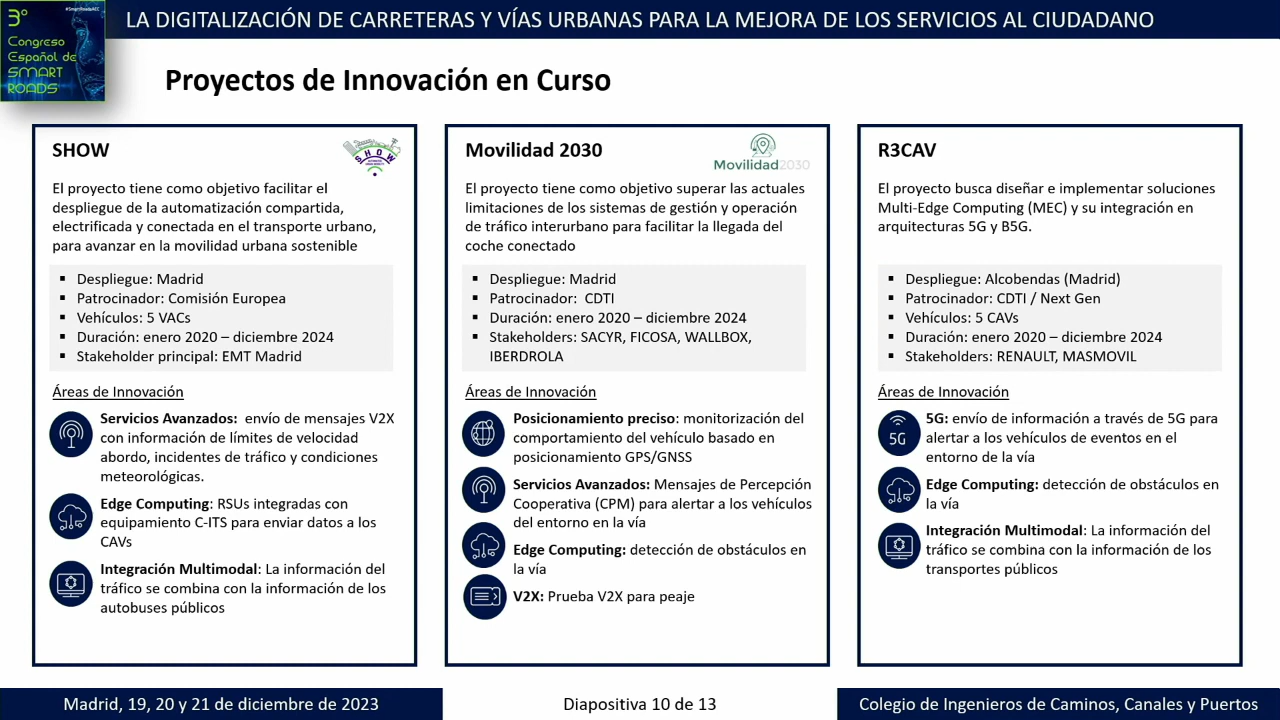 #SmartRoadsAEC
3º
Congreso
Español de
SMART
ROADS
LA DIGITALIZACIÓN DE CARRETERAS Y VÍAS URBANAS PARA LA MEJORA DE LOS SERVICIOS AL CIUDADANO
Proyectos de Innovación en Curso
SHOW
SHOW
El proyecto tiene como objetivo facilitar el
despliegue de la automatización compartida,
electrificada y conectada en el transporte urbano,
para avanzar en la movilidad urbana sostenible
▪ Despliegue: Madrid
▪ Patrocinador: Comisión Europea
▪ Vehículos: 5 VACs
▪ Duración: enero 2020 – diciembre 2024
▪ Stakeholder principal: EMT Madrid
Áreas de Innovación
Servicios Avanzados: envío de mensajes V2X
con información de límites de velocidad
abordo, incidentes de tráfico y condiciones
meteorológicas.
Edge Computing: RSUs integradas con
equipamiento C-ITS para enviar datos a los
CAVs
Integración Multimodal: La información del
tráfico se combina con la información de los
autobuses públicos
Movilidad 2030
Movilidad2030
El proyecto tiene como objetivo superar las actuales
limitaciones de los sistemas de gestión y operación
de tráfico interurbano para facilitar la llegada del
coche conectado
▪ Despliegue: Madrid
▪ Patrocinador: CDTI
▪ Duración: enero 2020 – diciembre 2024
▪ Stakeholders: SACYR, FICOSA, WALLBOX,
IBERDROLA
Áreas de Innovación
Posicionamiento preciso: monitorización del
comportamiento del vehículo basado en
posicionamiento GPS/GNSS
Servicios Avanzados: Mensajes de Percepción
Cooperativa (CPM) para alertar a los vehículos
del entorno en la vía
Edge Computing: detección de obstáculos en
la vía
V2X: Prueba V2X para peaje
R3CAV
El proyecto busca diseñar e implementar soluciones
Multi-Edge Computing (MEC) y su integración en
arquitecturas 5G y B5G.
▪ Despliegue: Alcobendas (Madrid)
▪ Patrocinador: CDTI / Next Gen
▪ Vehículos: 5 CAVs
▪ Duración: enero 2020 – diciembre 2024
▪ Stakeholders: RENAULT, MASMOVIL
Áreas de Innovación
5G
5G: envío de información a través de 5G para
alertar a los vehículos de eventos en el
entorno de la vía
Edge Computing: detección de obstáculos en
la vía
Integración Multimodal: La información del
tráfico se combina con la información de los
transportes públicos
Madrid, 19, 20 y 21 de diciembre de 2023
Diapositiva 10 de 13
Colegio de Ingenieros de Caminos, Canales y Puertos